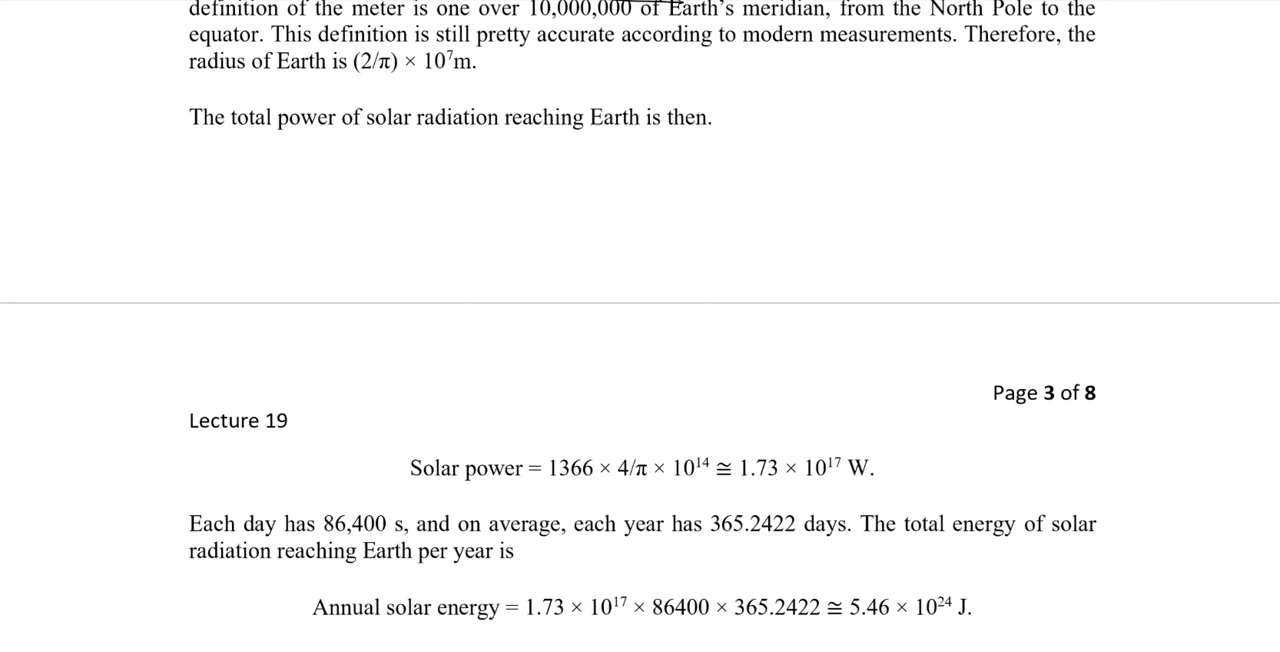 definition of the meter is one over 10,000,000 of Earth’s meridian, from the North Pole to the
equator. This definition is still pretty accurate according to modern measurements. Therefore, the
radius of Earth is (2/π) × 10⁷m.
The total power of solar radiation reaching Earth is then.
Page 3 of 8
Lecture 19
Solar power = 1366 × 4/π × 10¹⁴ ≅ 1.73 × 10¹⁷ W.
Each day has 86,400 s, and on average, each year has 365.2422 days. The total energy of solar
radiation reaching Earth per year is
Annual solar energy = 1.73 × 10¹⁷ × 86400 × 365.2422 ≅ 5.46 × 10²⁴ J.